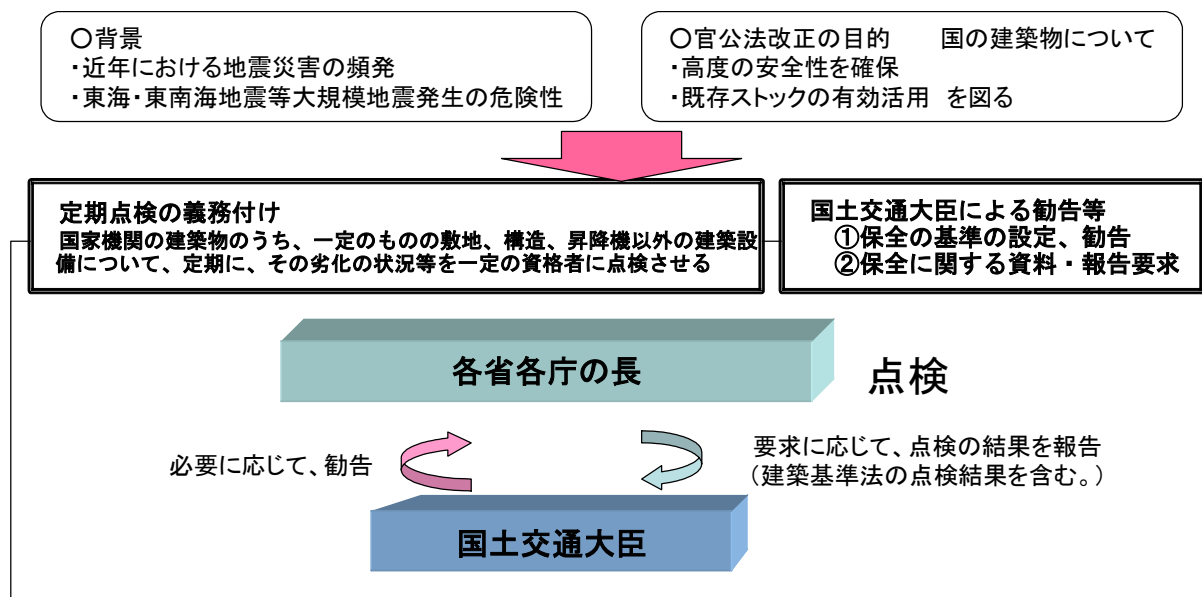 〇背景
・近年における地震災害の頻発
・東海・東南海地震等大規模地震発生の危険性
〇官公法改正の目的　　国の建築物について
・高度の安全性を確保
・既存ストックの有効活用　を図る
定期点検の義務付け
国家機関の建築物のうち、一定のものの敷地、構造、昇降機以外の建築設
備について、定期に、その劣化の状況等を一定の資格者に点検させる
国土交通大臣による勧告等
①保全の基準の設定、勧告
②保全に関する資料・報告要求
各省各庁の長
点検
必要に応じて、勧告
要求に応じて、点検の結果を報告
（建築基準法の点検結果を含む。）
国土交通大臣